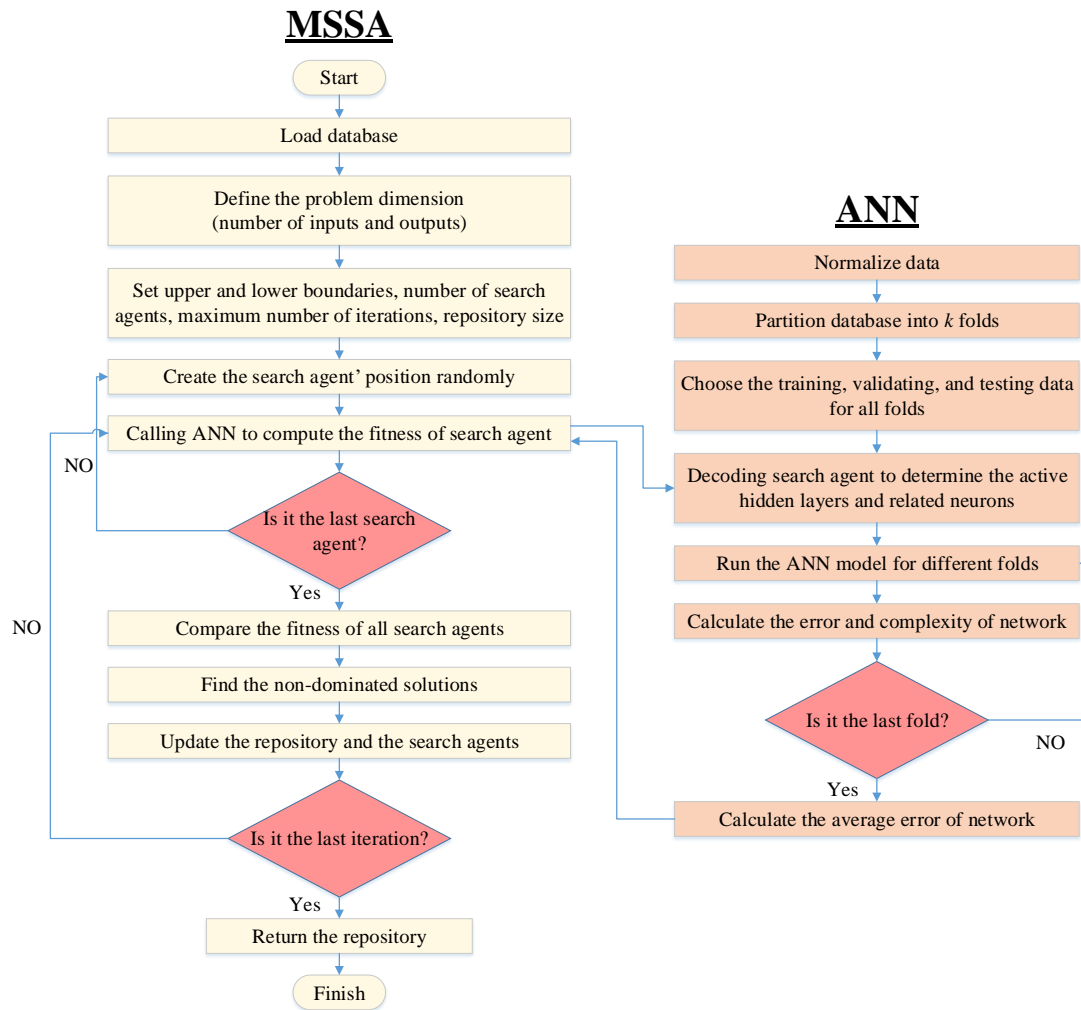 MSSA
Start
Load database
Define the problem dimension
(number of inputs and outputs)
Set upper and lower boundaries, number of search
agents, maximum number of iterations, repository size
Create the search agent’ position randomly
Calling ANN to compute the fitness of search agent
NO
Is it the last search
agent?
Yes
NO
Compare the fitness of all search agents
Find the non-dominated solutions
Update the repository and the search agents
Is it the last iteration?
Yes
Return the repository
Finish
ANN
Normalize data
Partition database into k folds
Choose the training, validating, and testing data
for all folds
Decoding search agent to determine the active
hidden layers and related neurons
Run the ANN model for different folds
Calculate the error and complexity of network
Is it the last fold?
NO
Yes
Calculate the average error of network